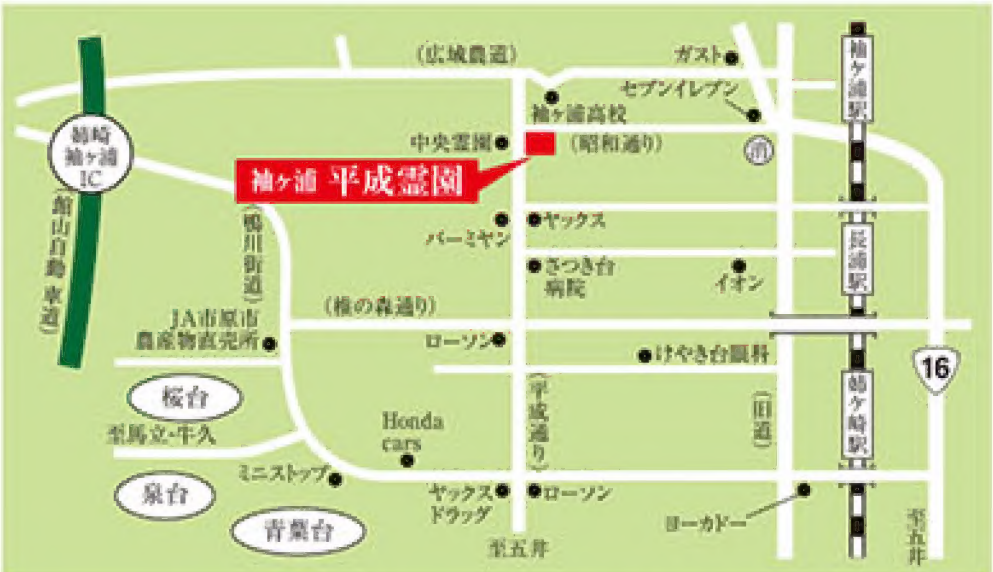 (広域農道)
ガスト
セブンイレブン
袖ヶ浦駅
袖ヶ浦高校
姉崎
袖ヶ浦
IC
中央霊園
(昭和通り)
消
袖ヶ浦 平成霊園
(館山自動車道)
(鴨川街道)
バーミヤン
ヤックス
長浦駅
さつき台
病院
イオン
(椎の森通り)
JA市原市
農産物直売所
ローソン
けやき台眼科
16
桜台
(平成通り)
(旧道)
姉ヶ崎駅
至馬立・牛久
Honda
cars
ミニストップ
泉台
ヤックス
ドラッグ
ローソン
ヨーカドー
青葉台
至五井
至五井